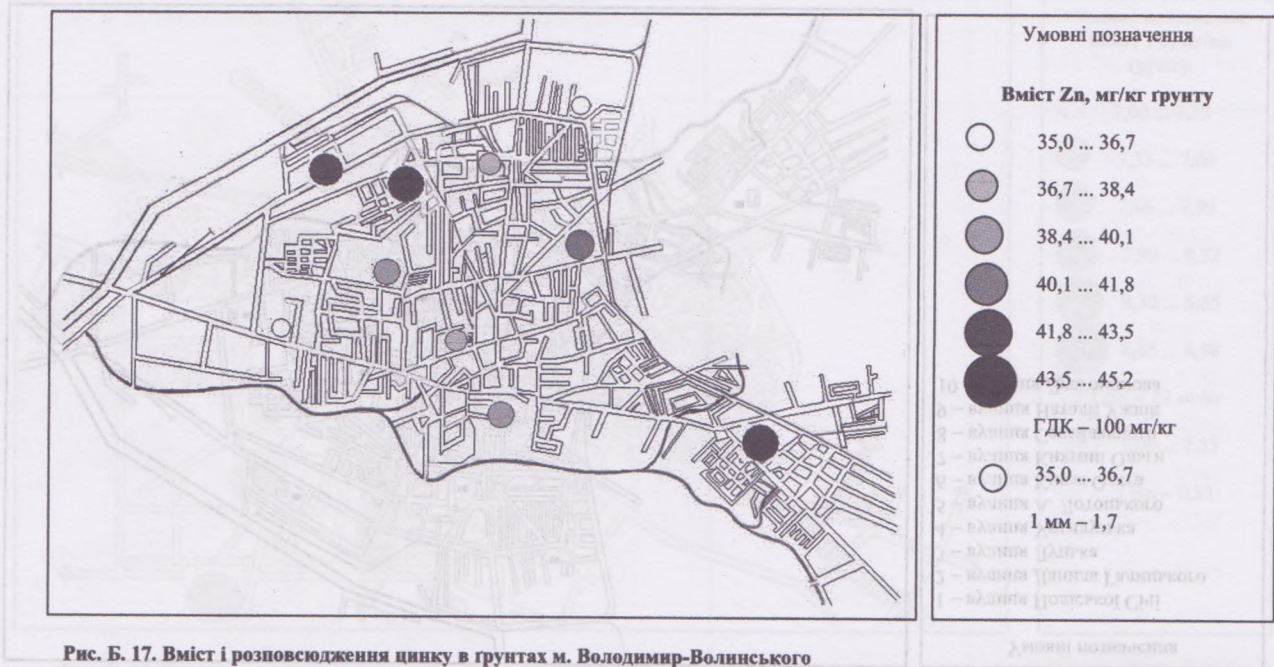 Умовні позначення
Вміст Zn, мг/кг ґрунту
35,0 ... 36,7
36,7 ... 38,4
38,4 ... 40,1
40,1 ... 41,8
41,8 ... 43,5
43,5 ... 45,2
ГДК – 100 мг/кг
35,0 ... 36,7
1 мм – 1,7
Рис. Б. 17. Вміст і розповсюдження цинку в ґрунтах м. Володимир-Волинського